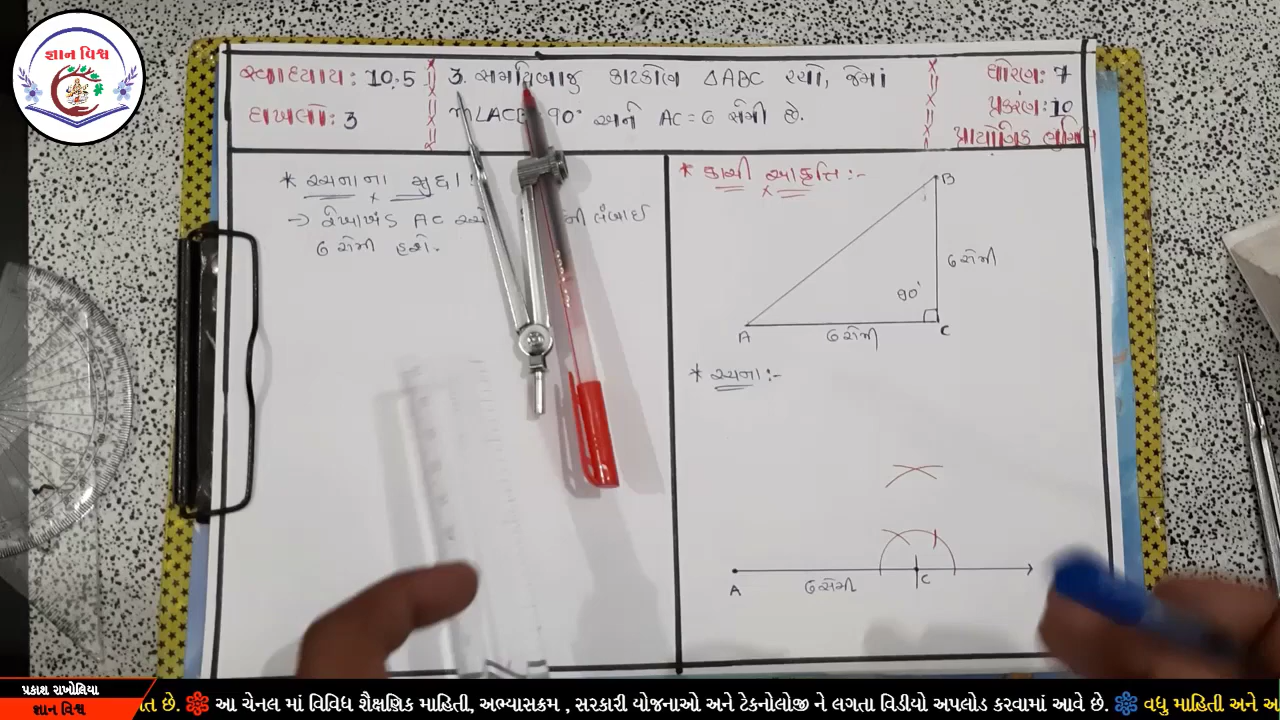 જ્ઞાન વિશ્વ
સ્વાધ્યાય: 10.5
દાખલો: 3
3. સમદ્વિબાજુ કાટકોણ △ABC રચો, જેમાં
m∠ACB 90° અને AC = 6 સેમી છે.
ધોરણ: 7
પ્રકરણ: 10
પ્રાયોગિક ભૂમિતિ
* રચનાના મુદ્દા:
→ રેખાખંડ AC રચો ની લંબાઈ
6 સેમી હશે.
* કાચી આકૃતિ :-
B
6 સેમી
90°
A
6 સેમી
C
* રચના :-
A
6 સેમી
C
પ્રકાશ રાખોલિયા
જ્ઞાન વિશ્વ
ત છે. આ ચેનલ માં વિવિધ શૈક્ષણિક માહિતી, અભ્યાસક્રમ , સરકારી યોજનાઓ અને ટેકનોલોજી ને લગતા વિડીયો અપલોડ કરવામાં આવે છે. વધુ માહિતી અને અ